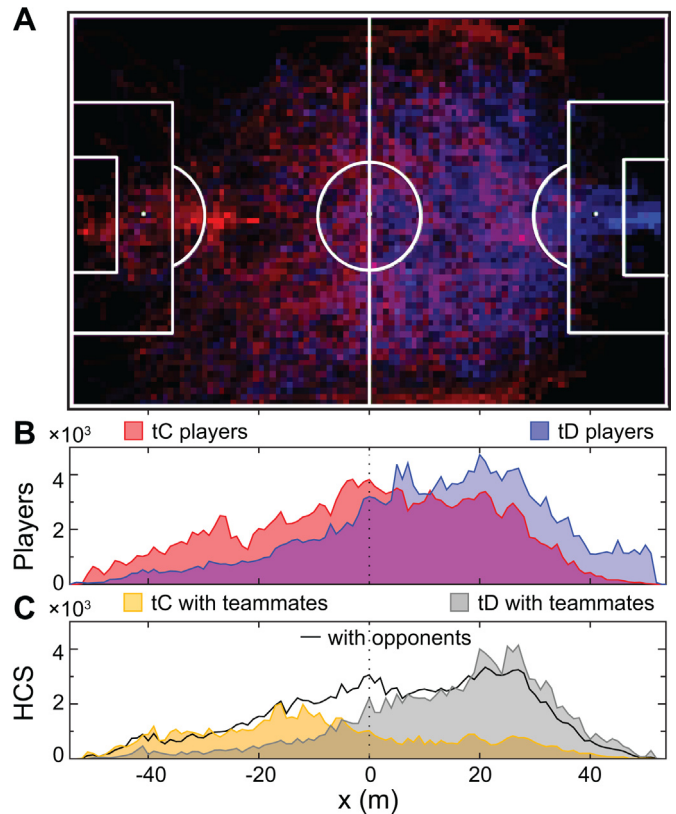 A
B
×10³
tC players
tD players
Players
4
2
0
C
×10³
tC with teammates
tD with teammates
with opponents
HCS
4
2
0
-40
-20
0
20
40
x (m)